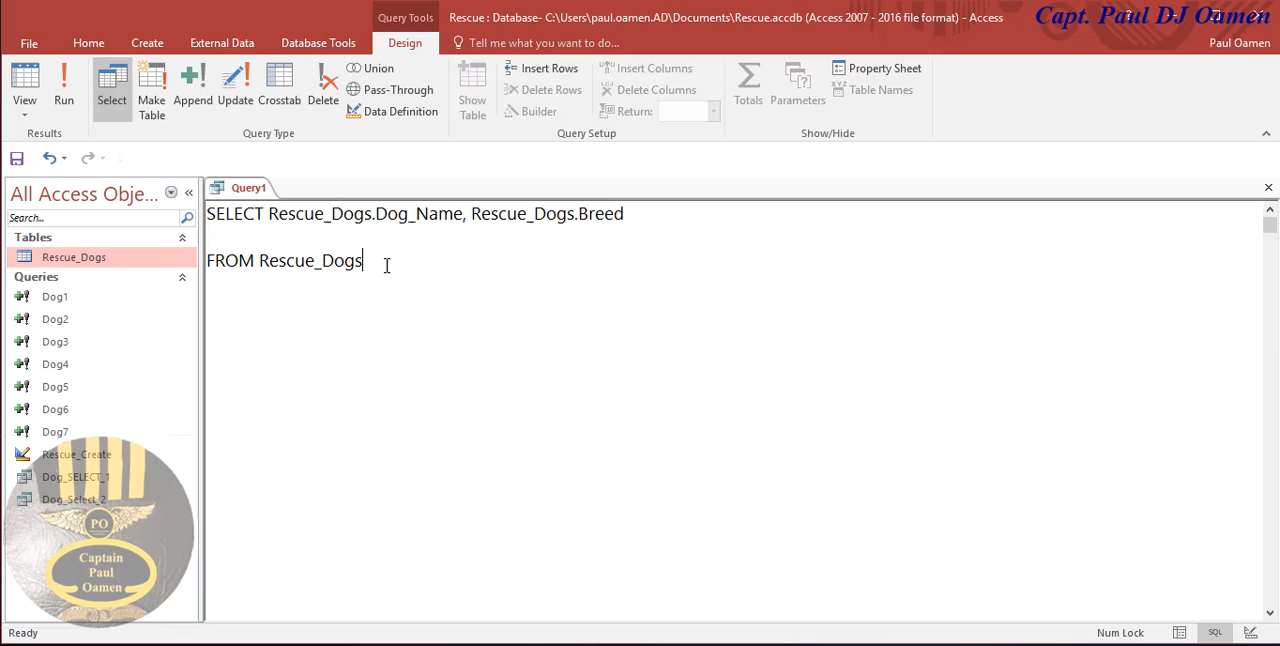 Query Tools
Rescue : Database- C:\Users\paul.oamen.AD\Documents\Rescue.accdb (Access 2007 - 2016 file format) - Access
Capt. Paul DJ Oamen
File Home Create External Data Database Tools Design Tell me what you want to do...
Paul Oamen
View
Run
Select
Make Table
Append
Update
Crosstab
Delete
Union
Pass-Through
Data Definition
Show Table
Insert Rows
Delete Rows
Builder
Insert Columns
Delete Columns
Return:
Totals
Parameters
Property Sheet
Table Names
Results
Query Type
Query Setup
Show/Hide
All Access Obje...
Search...
Tables
Rescue_Dogs
Queries
Dog1
Dog2
Dog3
Dog4
Dog5
Dog6
Dog7
Rescue_Create
Dog_SELECT_1
Dog_Select_2
PO
Captain
Paul
Oamen
Query1
SELECT Rescue_Dogs.Dog_Name, Rescue_Dogs.Breed
FROM Rescue_Dogs
Ready
Num Lock
SQL